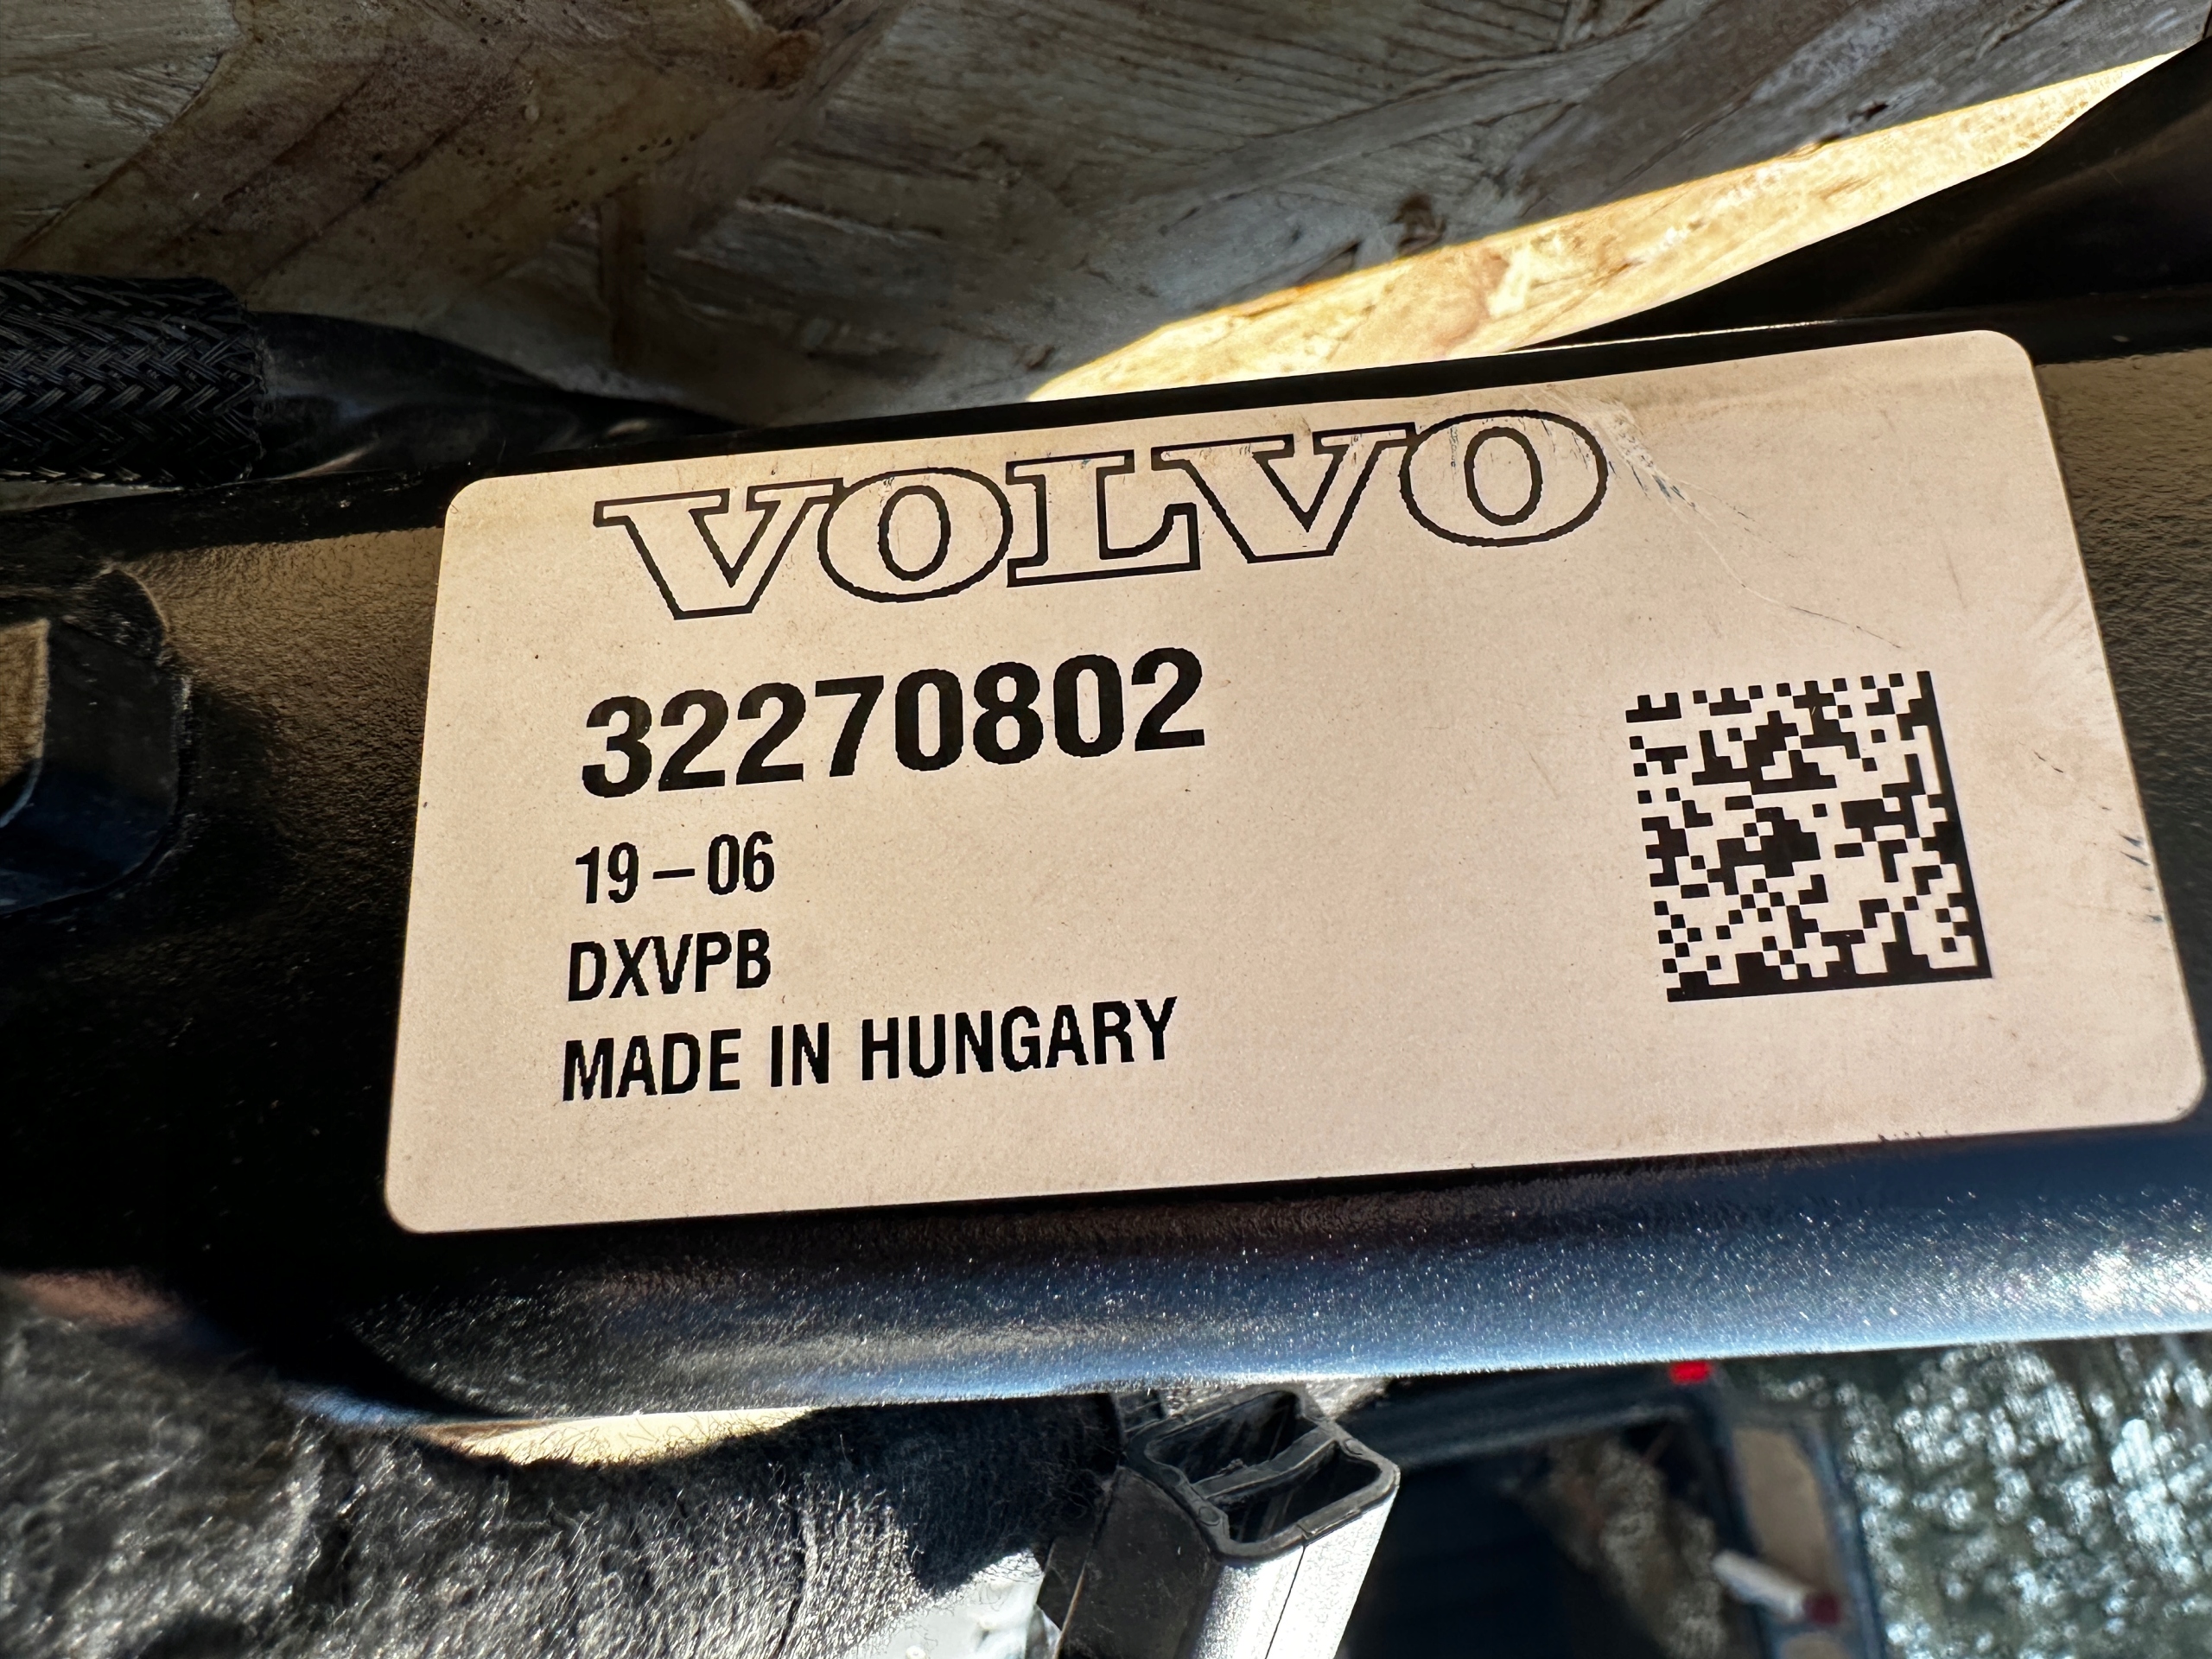 VOLVO
32270802
19-06
DXVPB
MADE IN HUNGARY